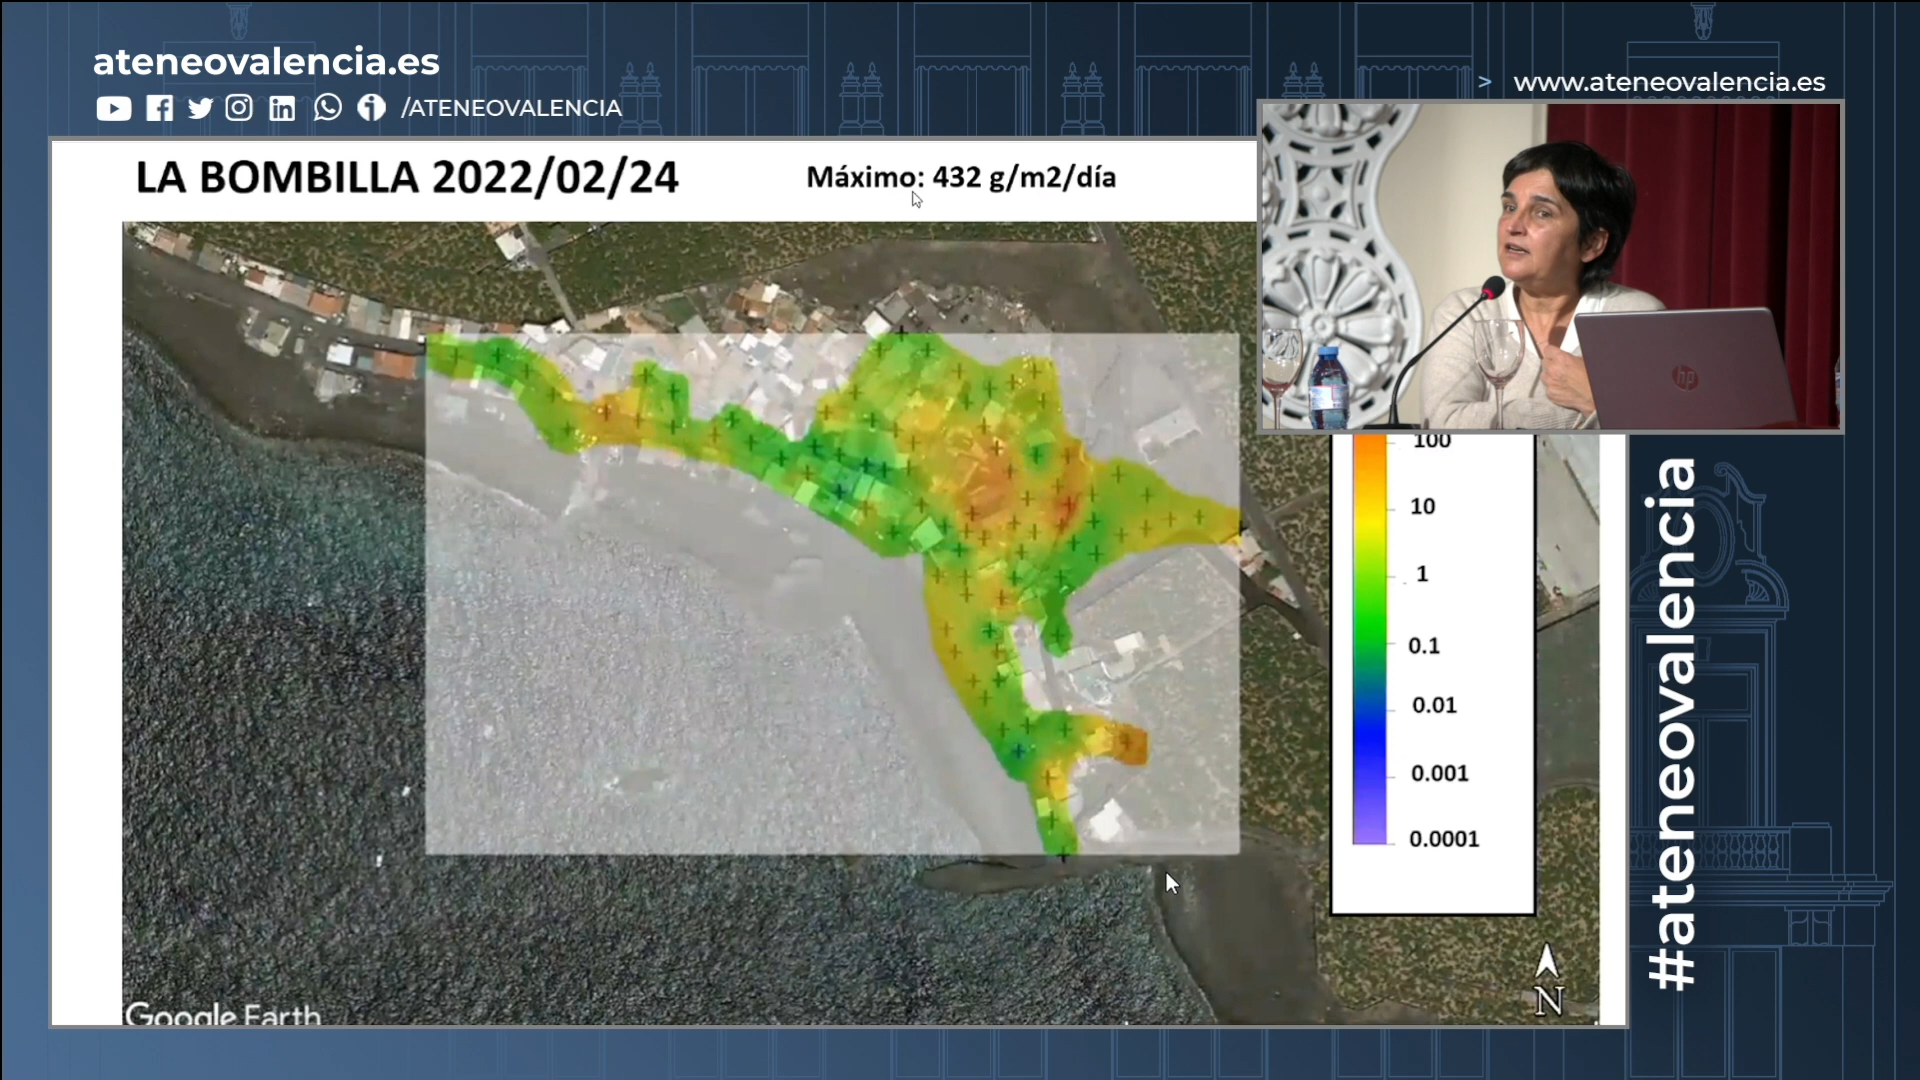 ateneovalencia.es
/ATENEOVALENCIA
> www.ateneovalencia.es
LA BOMBILLA 2022/02/24
Máximo: 432 g/m2/día
hp
100
10
1
0.1
0.01
0.001
0.0001
N
Google Earth
#ateneovalencia